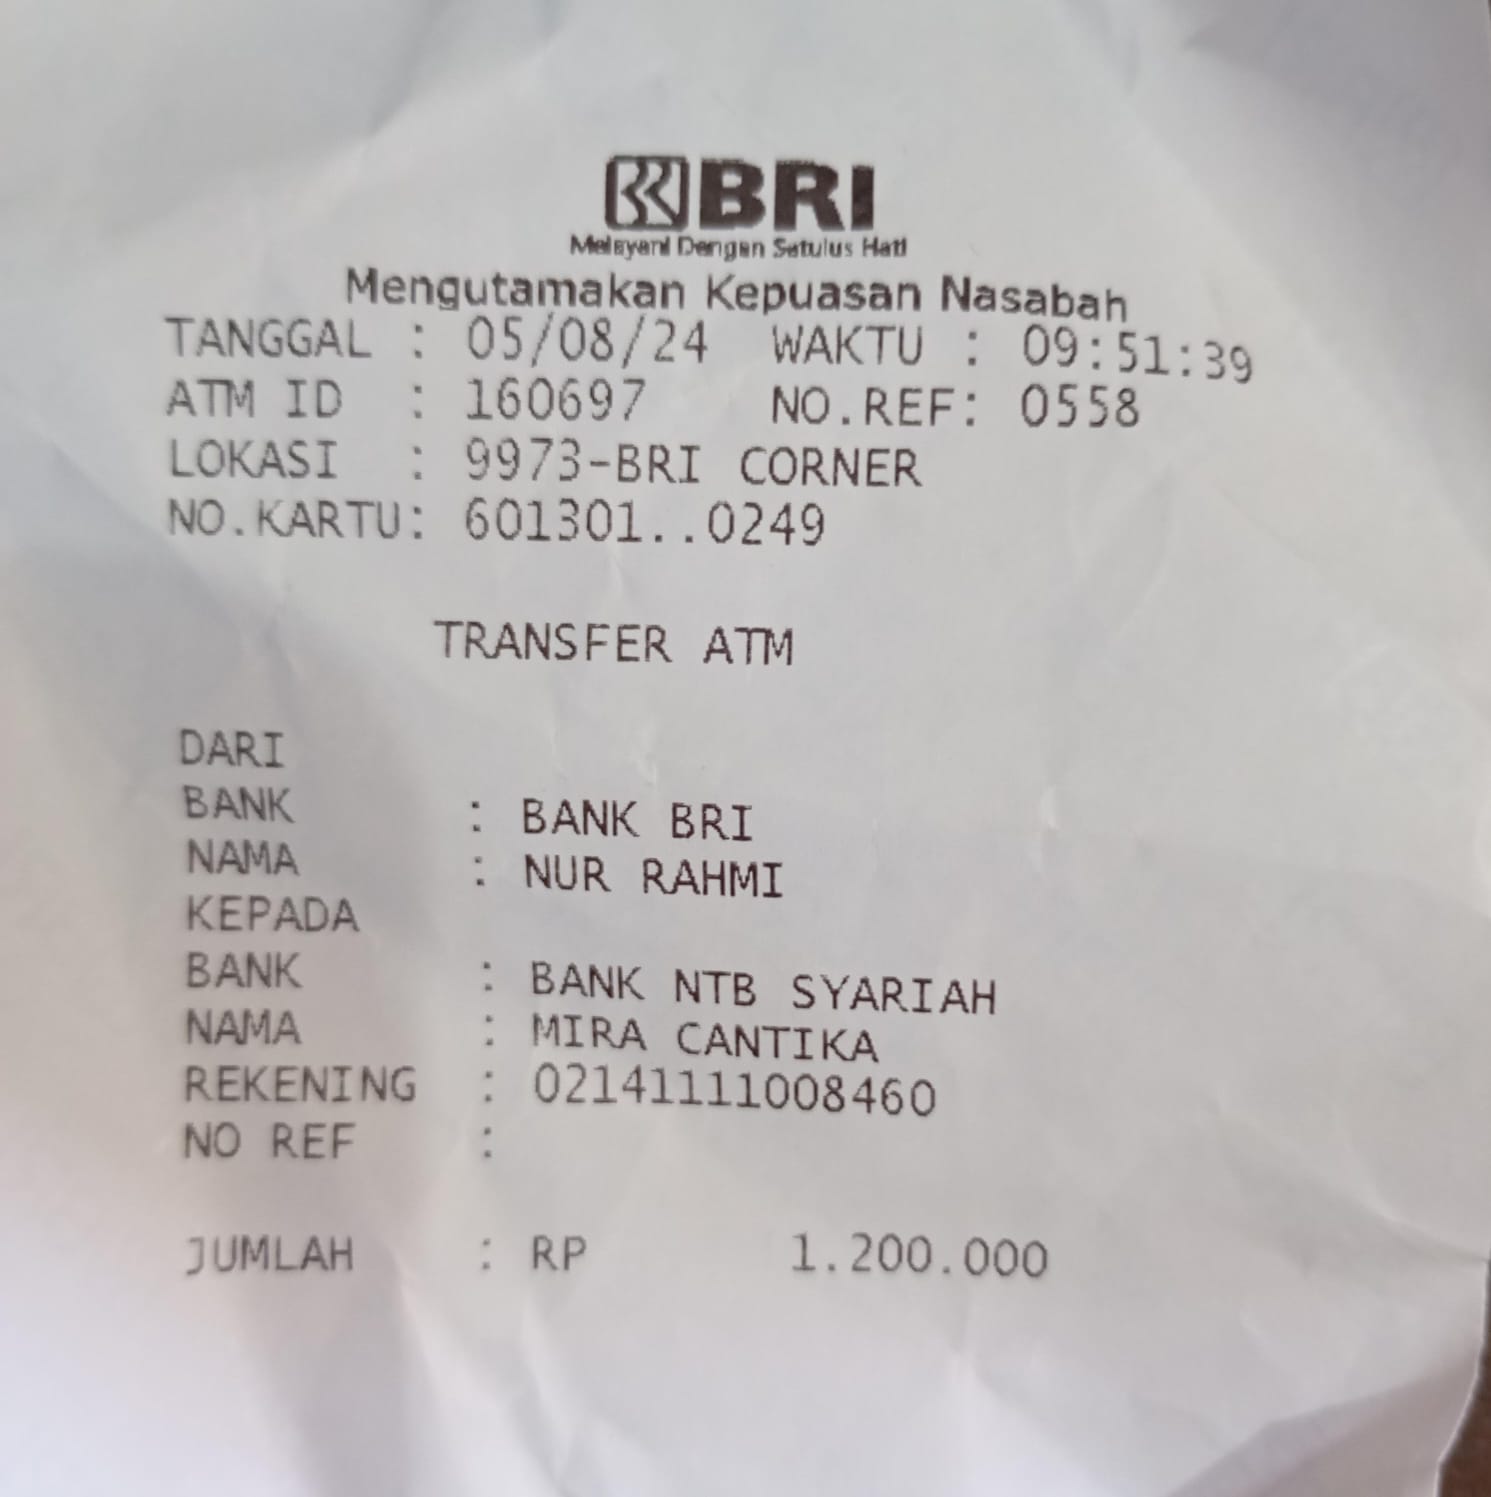 BRI
Melayani Dengan Setulus Hati
Mengutamakan Kepuasan Nasabah
TANGGAL : 05/08/24 WAKTU : 09:51:39
ATM ID : 160697 NO.REF: 0558
LOKASI : 9973-BRI CORNER
NO.KARTU: 601301..0249
TRANSFER ATM
DARI
BANK : BANK BRI
NAMA : NUR RAHMI
KEPADA
BANK : BANK NTB SYARIAH
NAMA : MIRA CANTIKA
REKENING : 02141111008460
NO REF :
JUMLAH : RP 1.200.000